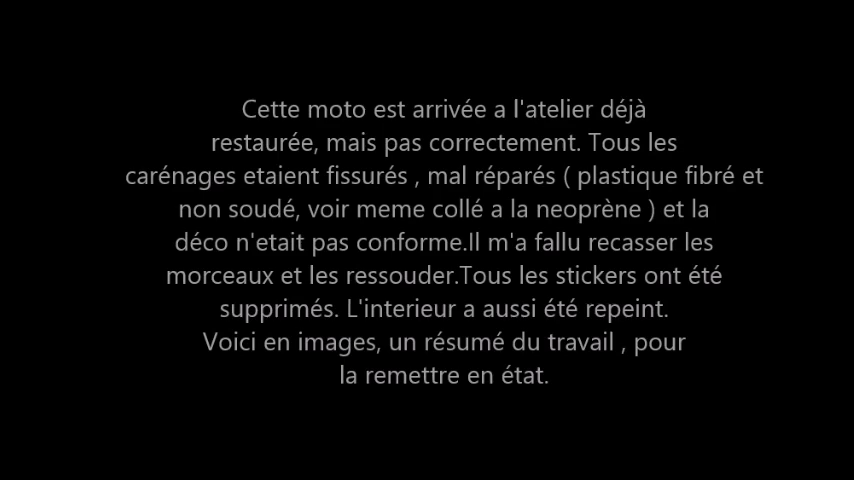 Cette moto est arrivée a l'atelier déjà
restaurée, mais pas correctement. Tous les
carénages etaient fissurés , mal réparés ( plastique fibré et
non soudé, voir meme collé a la neoprène ) et la
déco n'etait pas conforme.Il m'a fallu recasser les
morceaux et les ressouder.Tous les stickers ont été
supprimés. L'interieur a aussi été repeint.
Voici en images, un résumé du travail , pour
la remettre en état.